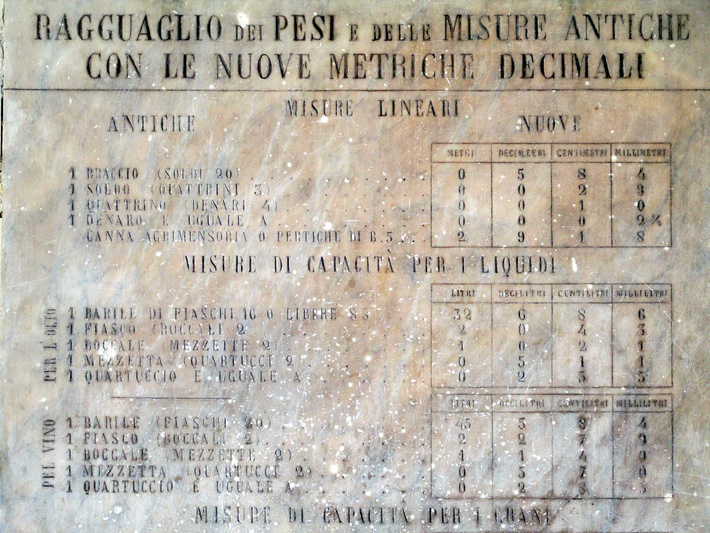 RAGGUAGLIO DEI PESI E DELLE MISURE ANTICHE
CON LE NUOVE METRICHE DECIMALI
MISURE LINEARI
ANTICHE NUOVE
METRI DECIMETRI CENTIMETRI MILLIMETRI
1 BRACCIO (SOLDI 20) 0 5 8 4
1 SOLDO (QUATTRINI 3) 0 0 2 9
1 QUATTRINO (DENARI 4) 0 0 1 0
1 DENARO E UGUALE A 0 0 0 2 ½
CANNA AGRIMENSORIA O PERTICHE DI B. 5 2 9 1 8
MISURE DI CAPACITÀ PER I LIQUIDI
LITRI DECILITRI CENTILITRI MILLILITRI
PER L'OLIO
1 BARILE DI FIASCHI 16 O LIBBRE 32 6 8 6
1 FIASCO (BOCCALE 2 2 0 4 3
1 BOCCALE (MEZZETTE 2) 1 0 2 1
1 MEZZETTA (QUARTUCCI 2 0 5 1 1
1 QUARTUCCIO E UGUALE A 0 2 5 5
LITRI DECILITRI CENTILITRI MILLILITRI
PEL VINO
1 BARILE (FIASCHI 20) 45 5 8 4
1 FIASCO (BOCCALI 2) 2 2 7 9
1 BOCCALE (MEZZETTE 2) 1 1 4 0
1 MEZZETTA (QUARTUCCI 2) 0 5 7 0
1 QUARTUCCIO E UGUALE A 0 2 8 5
MISURE DI CAPACITÀ PER I GRANI